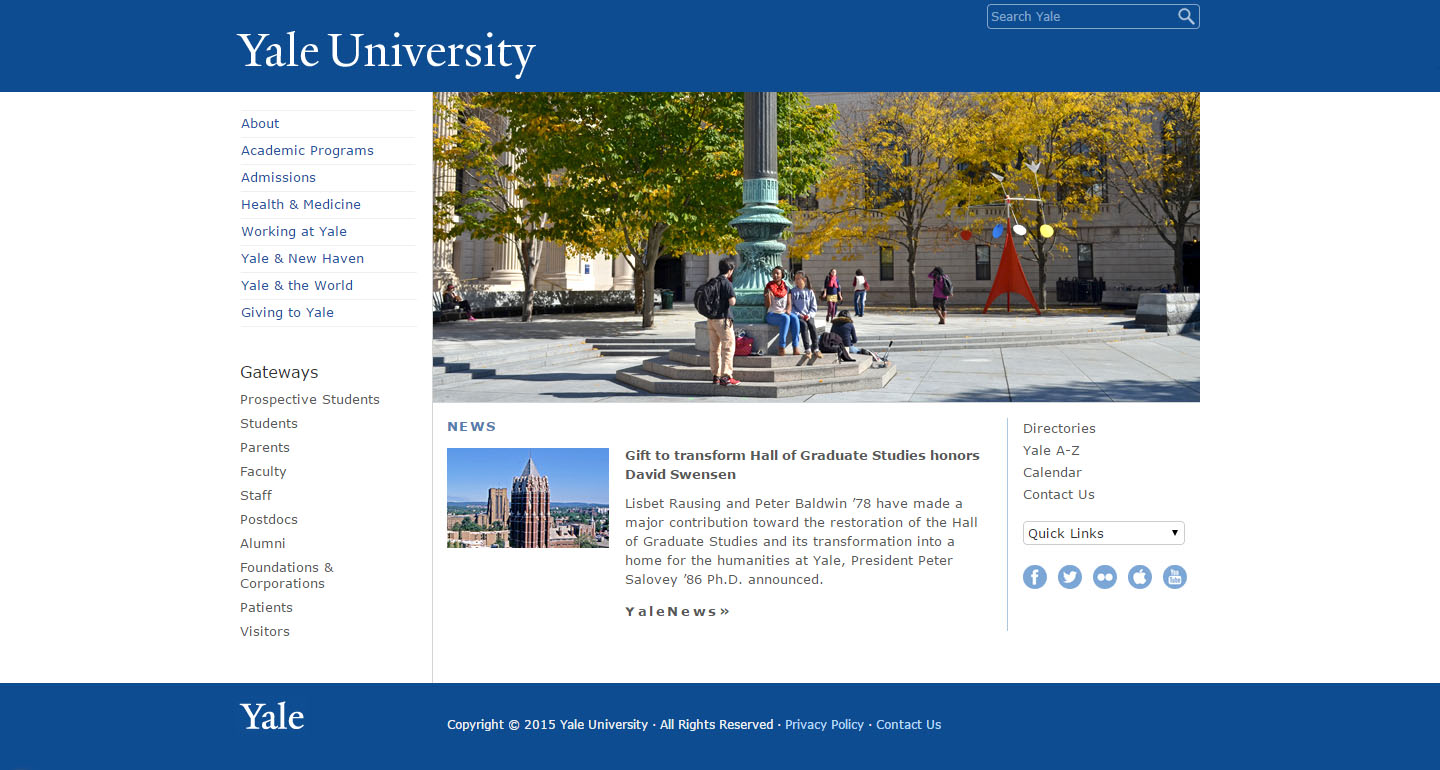 Search Yale
Yale University
About
Academic Programs
Admissions
Health & Medicine
Working at Yale
Yale & New Haven
Yale & the World
Giving to Yale
Gateways
Prospective Students
Students
Parents
Faculty
Staff
Postdocs
Alumni
Foundations &
Corporations
Patients
Visitors
NEWS
Gift to transform Hall of Graduate Studies honors
David Swensen
Lisbet Rausing and Peter Baldwin ’78 have made a
major contribution toward the restoration of the Hall
of Graduate Studies and its transformation into a
home for the humanities at Yale, President Peter
Salovey ’86 Ph.D. announced.
YaleNews»
Directories
Yale A-Z
Calendar
Contact Us
Quick Links
You
Tube
Yale
Copyright © 2015 Yale University · All Rights Reserved · Privacy Policy · Contact Us